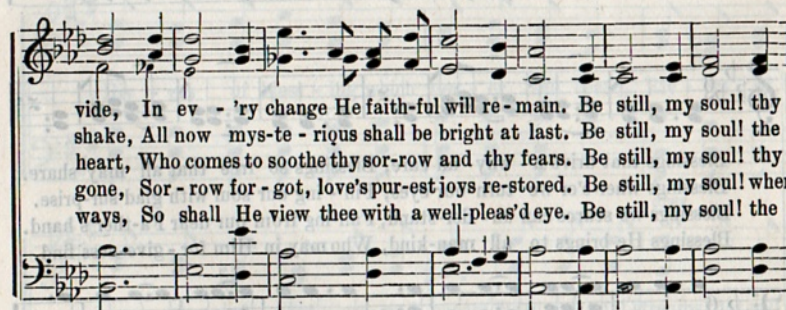 vide, In ev - 'ry change He faith-ful will re - main. Be still, my soul! thy
shake, All now mys-te - rious shall be bright at last. Be still, my soul! the
heart, Who comes to soothe thy sor-row and thy fears. Be still, my soul! thy
gone, Sor - row for - got, love's pur-est joys re-stored. Be still, my soul! when
ways, So shall He view thee with a well-pleas'd eye. Be still, my soul! the